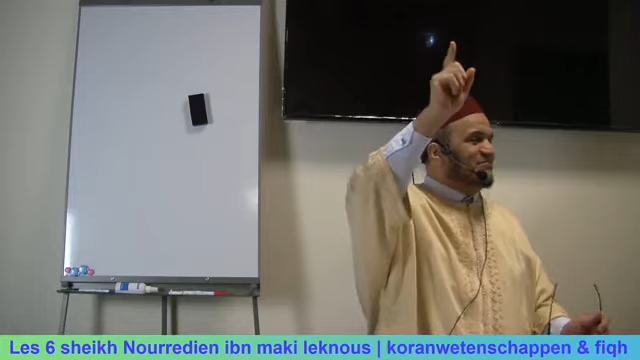 Les 6 sheikh Nourredien ibn maki leknous | koranwetenschappen & fiqh